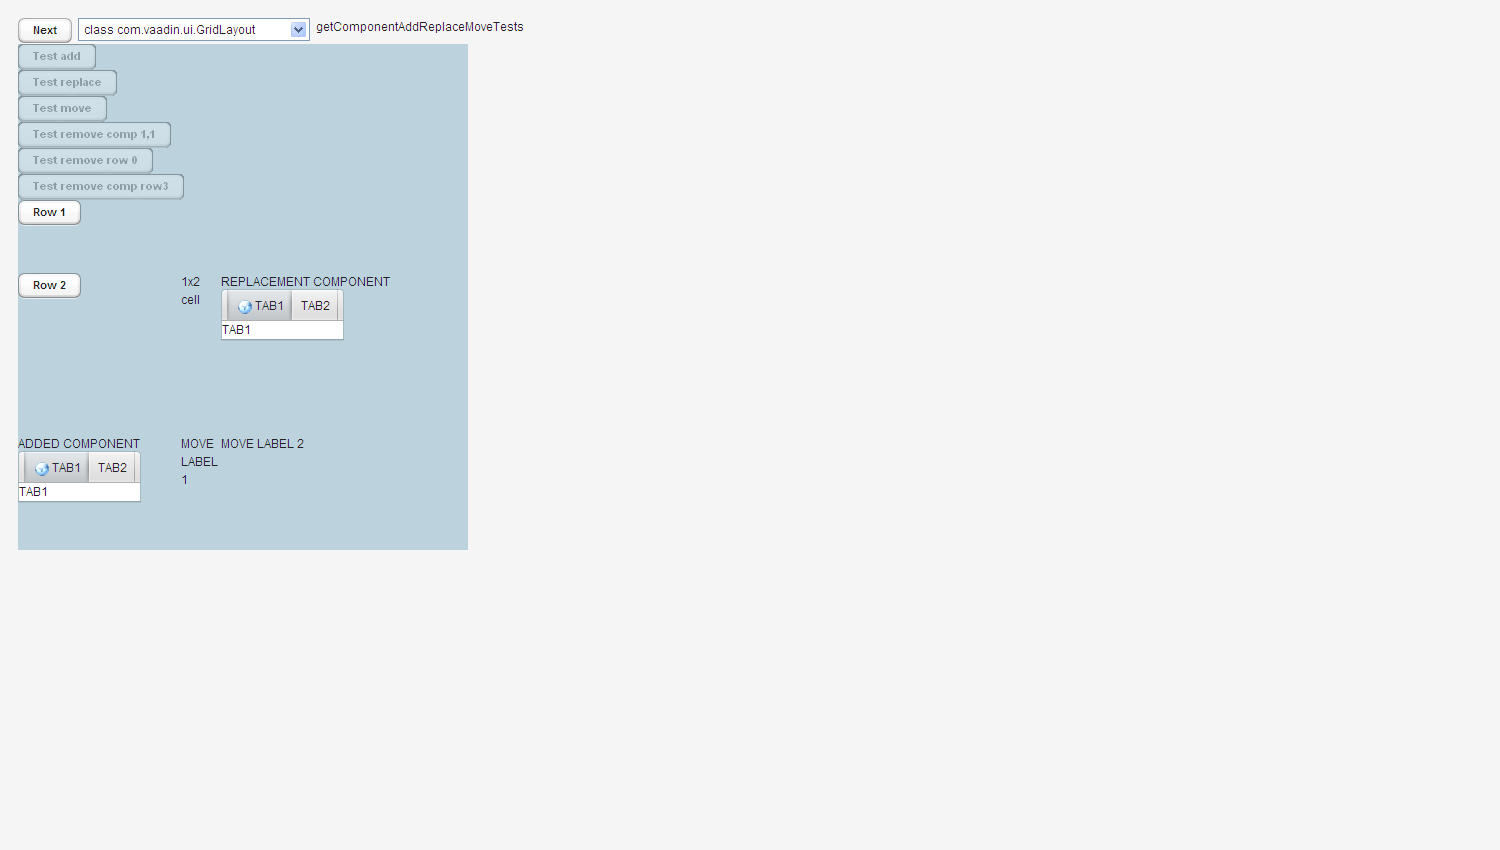 Next class com.vaadin.ui.GridLayout getComponentAddReplaceMoveTests
Test add
Test replace
Test move
Test remove comp 1,1
Test remove row 0
Test remove comp row3
Row 1
Row 2 1x2 REPLACEMENT COMPONENT
cell TAB1 TAB2
TAB1
ADDED COMPONENT MOVE MOVE LABEL 2
TAB1 TAB2 LABEL
TAB1 1